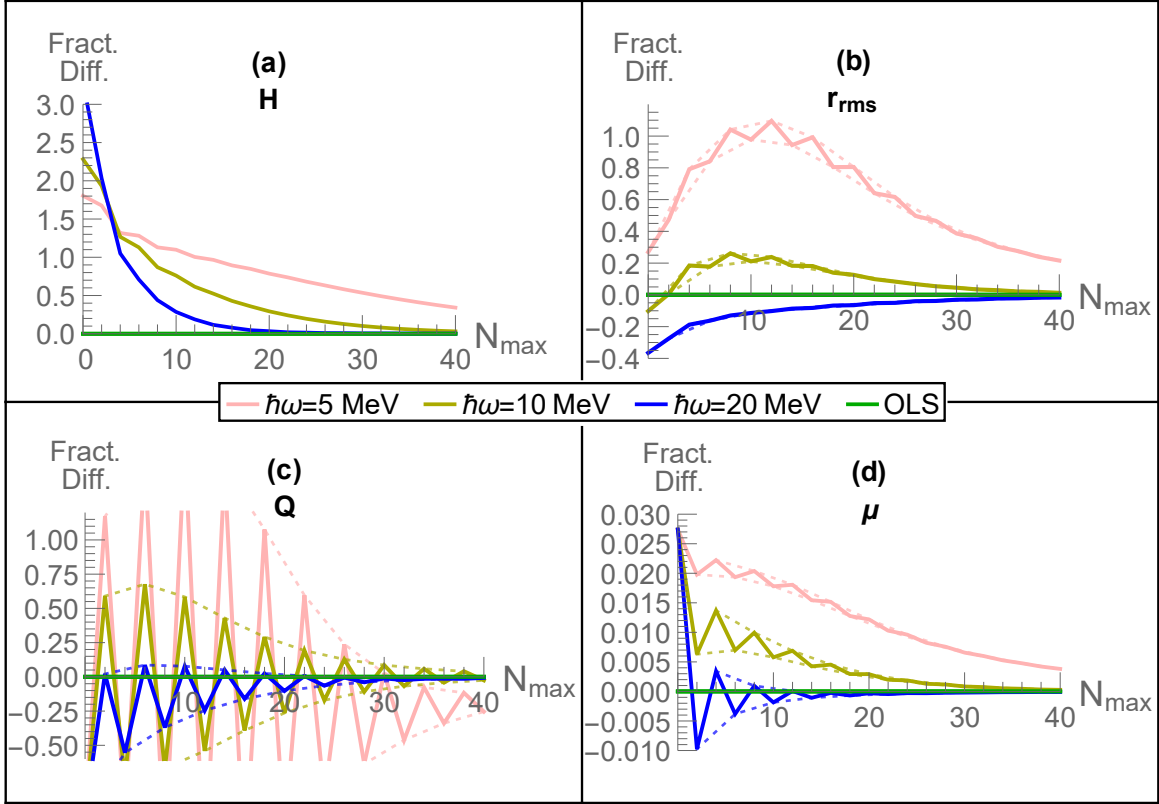 Fract.
Diff.
(a)
H
3.0
2.5
2.0
1.5
1.0
0.5
0.0
0
10
20
30
40
N_max
Fract.
Diff.
(b)
r_rms
1.0
0.8
0.6
0.4
0.2
0.0
−0.2
−0.4
10
20
30
40
N_max
ℏω=5 MeV ℏω=10 MeV ℏω=20 MeV OLS
Fract.
Diff.
(c)
Q
1.00
0.75
0.50
0.25
0.00
−0.25
−0.50
10
20
30
40
N_max
Fract.
Diff.
(d)
μ
0.030
0.025
0.020
0.015
0.010
0.005
0.000
−0.005
−0.010
10
20
30
40
N_max